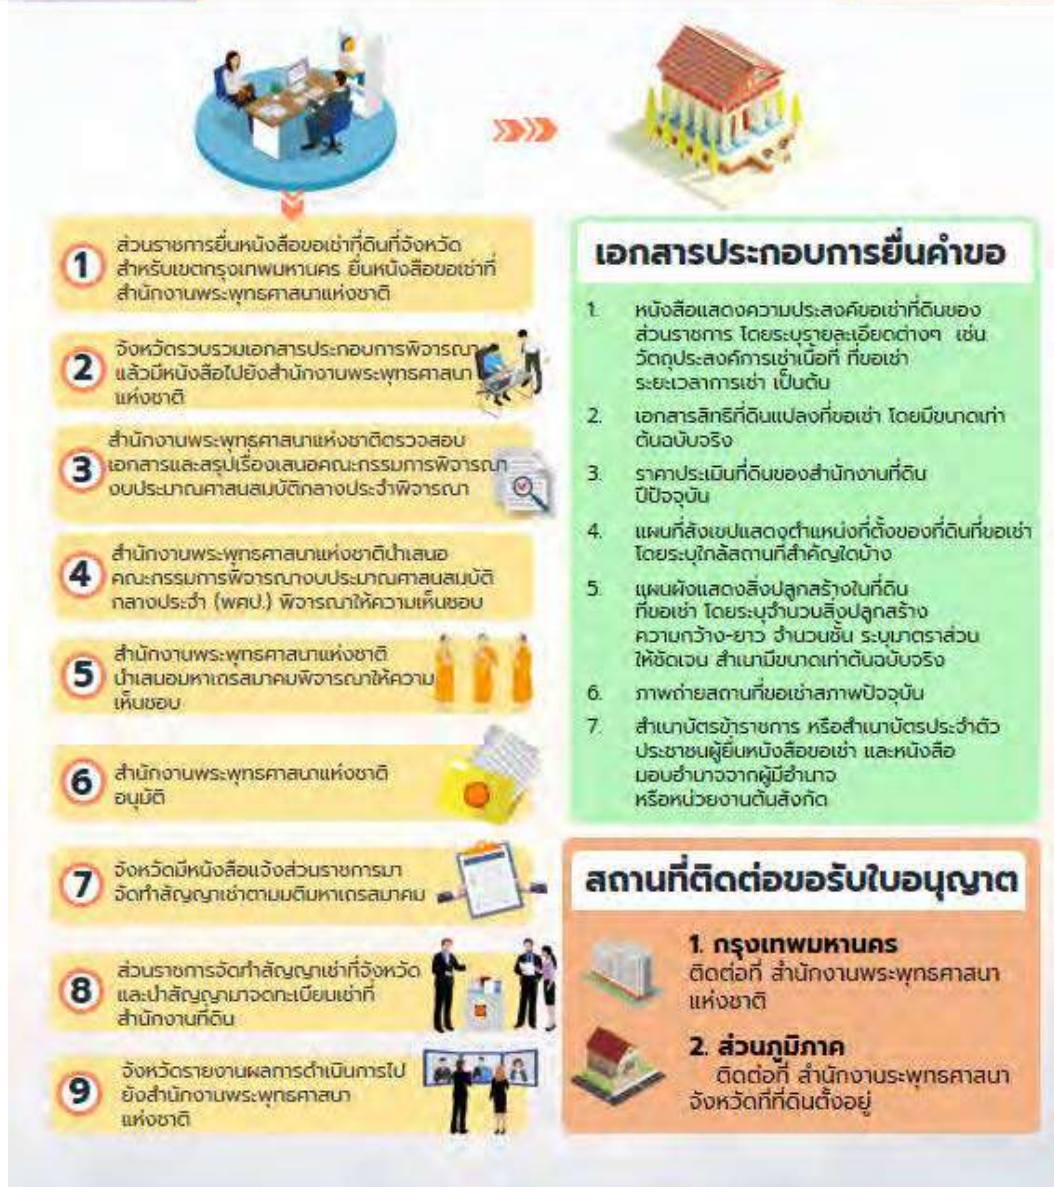 1
ส่วนราชการยื่นหนังสือขอเช่าที่ดินที่จังหวัด
สำหรับเขตกรุงเทพมหานคร ยื่นหนังสือขอเช่าที่
สำนักงานพระพุทธศาสนาแห่งชาติ
2
จังหวัดรวบรวมเอกสารประกอบการพิจารณา
แล้วมีหนังสือไปยังสำนักงานพระพุทธศาสนา
แห่งชาติ
3
สำนักงานพระพุทธศาสนาแห่งชาติตรวจสอบ
เอกสารและสรุปเรื่องเสนอคณะกรรมการพิจารณา
งบประมาณศาสนสมบัติกลางประจำพิจารณา
4
สำนักงานพระพุทธศาสนาแห่งชาตินำเสนอ
คณะกรรมการพิจารณางบประมาณศาสนสมบัติ
กลางประจำ (พศป.) พิจารณาให้ความเห็นชอบ
5
สำนักงานพระพุทธศาสนาแห่งชาติ
นำเสนอมหาเถรสมาคมพิจารณาให้ความ
เห็นชอบ
6
สำนักงานพระพุทธศาสนาแห่งชาติ
อนุมัติ
7
จังหวัดมีหนังสือแจ้งส่วนราชการมา
จัดทำสัญญาเช่าตามมติมหาเถรสมาคม
8
ส่วนราชการจัดทำสัญญาเช่าที่จังหวัด
และนำสัญญามาจดทะเบียนเช่าที่
สำนักงานที่ดิน
9
จังหวัดรายงานผลการดำเนินการไป
ยังสำนักงานพระพุทธศาสนา
แห่งชาติ
เอกสารประกอบการยื่นคำขอ
1. หนังสือแสดงความประสงค์ขอเช่าที่ดินของ
ส่วนราชการ โดยระบุรายละเอียดต่างๆ เช่น
วัตถุประสงค์การเช่าเนื้อที่ ที่ขอเช่า
ระยะเวลาการเช่า เป็นต้น
2. เอกสารสิทธิที่ดินแปลงที่ขอเช่า โดยมีขนาดเท่า
ต้นฉบับจริง
3. ราคาประเมินที่ดินของสำนักงานที่ดิน
ปีปัจจุบัน
4. แผนที่สังเขปแสดงตำแหน่งที่ตั้งของที่ดินที่ขอเช่า
โดยระบุใกล้สถานที่สำคัญใดบ้าง
5. แผนผังแสดงสิ่งปลูกสร้างในที่ดิน
ที่ขอเช่า โดยระบุจำนวนสิ่งปลูกสร้าง
ความกว้าง-ยาว จำนวนชั้น ระบุมาตราส่วน
ให้ชัดเจน สำเนามีขนาดเท่าต้นฉบับจริง
6. ภาพถ่ายสถานที่ขอเช่าสภาพปัจจุบัน
7. สำเนาบัตรข้าราชการ หรือสำเนาบัตรประจำตัว
ประชาชนผู้ยื่นหนังสือขอเช่า และหนังสือ
มอบอำนาจจากผู้มีอำนาจ
หรือหน่วยงานต้นสังกัด
สถานที่ติดต่อขอรับใบอนุญาต
1. กรุงเทพมหานคร
ติดต่อที่ สำนักงานพระพุทธศาสนา
แห่งชาติ
2. ส่วนภูมิภาค
ติดต่อที่ สำนักงานระพุทธศาสนา
จังหวัดที่ที่ดินตั้งอยู่